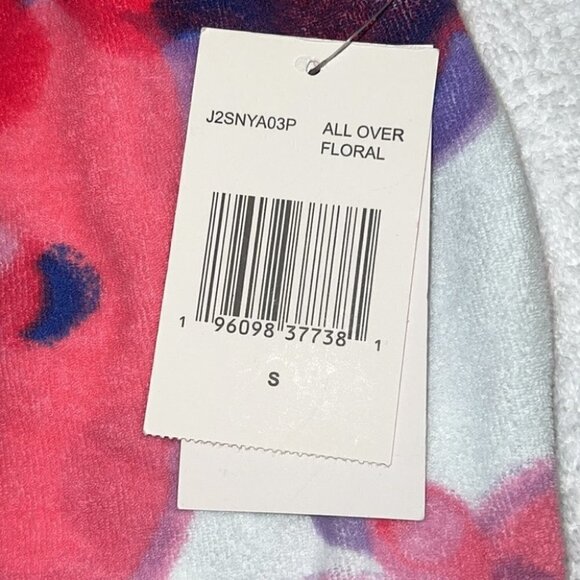 J2SNYA03P ALL OVER
FLORAL
1 96098 37738 1
S